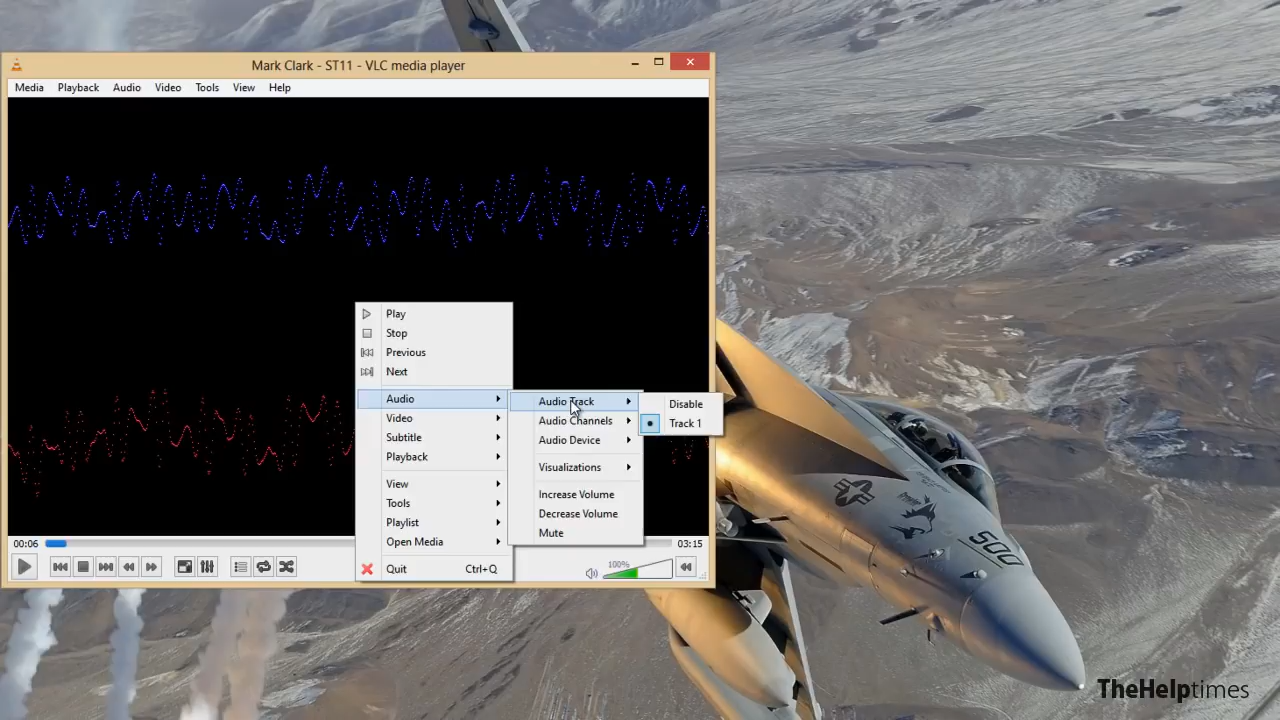 Mark Clark - ST11 - VLC media player
Media Playback Audio Video Tools View Help
Play
Stop
Previous
Next
Audio
Video
Subtitle
Playback
View
Tools
Playlist
Open Media
Quit Ctrl+Q
Audio Track
Audio Channels
Audio Device
Visualizations
Increase Volume
Decrease Volume
Mute
Disable
Track 1
00:06
03:15
100%
DD5
TheHelptimes